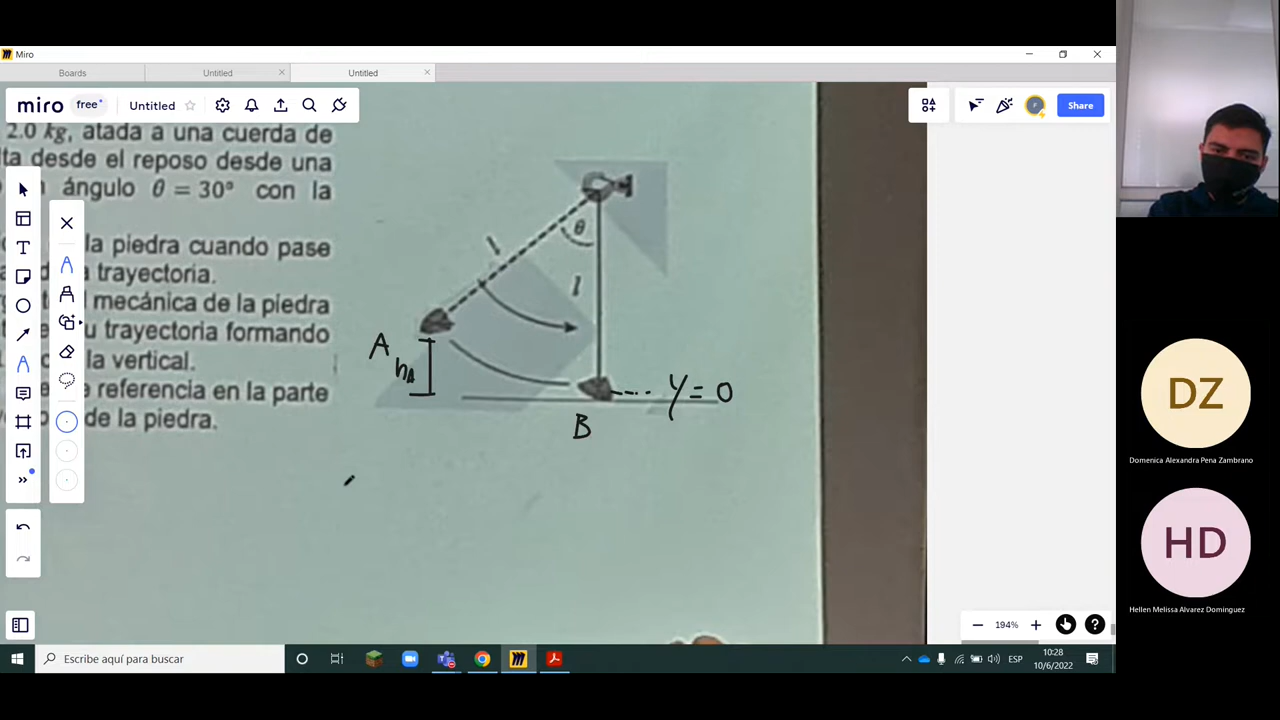 Miro
Boards
Untitled
Untitled
miro
free
Untitled
Share
2.0 kg, atada a una cuerda de
lta desde el reposo desde una
ángulo θ = 30° con la
la piedra cuando pase
trayectoria.
l mecánica de la piedra
u trayectoria formando
la vertical.
e referencia en la parte
de la piedra.
θ
l
l
A
hA
y = 0
B
194%
DZ
Domenica Alexandra Pena Zambrano
HD
Hellen Melissa Alvarez Dominguez
Escribe aquí para buscar
ESP
10:28
10/6/2022